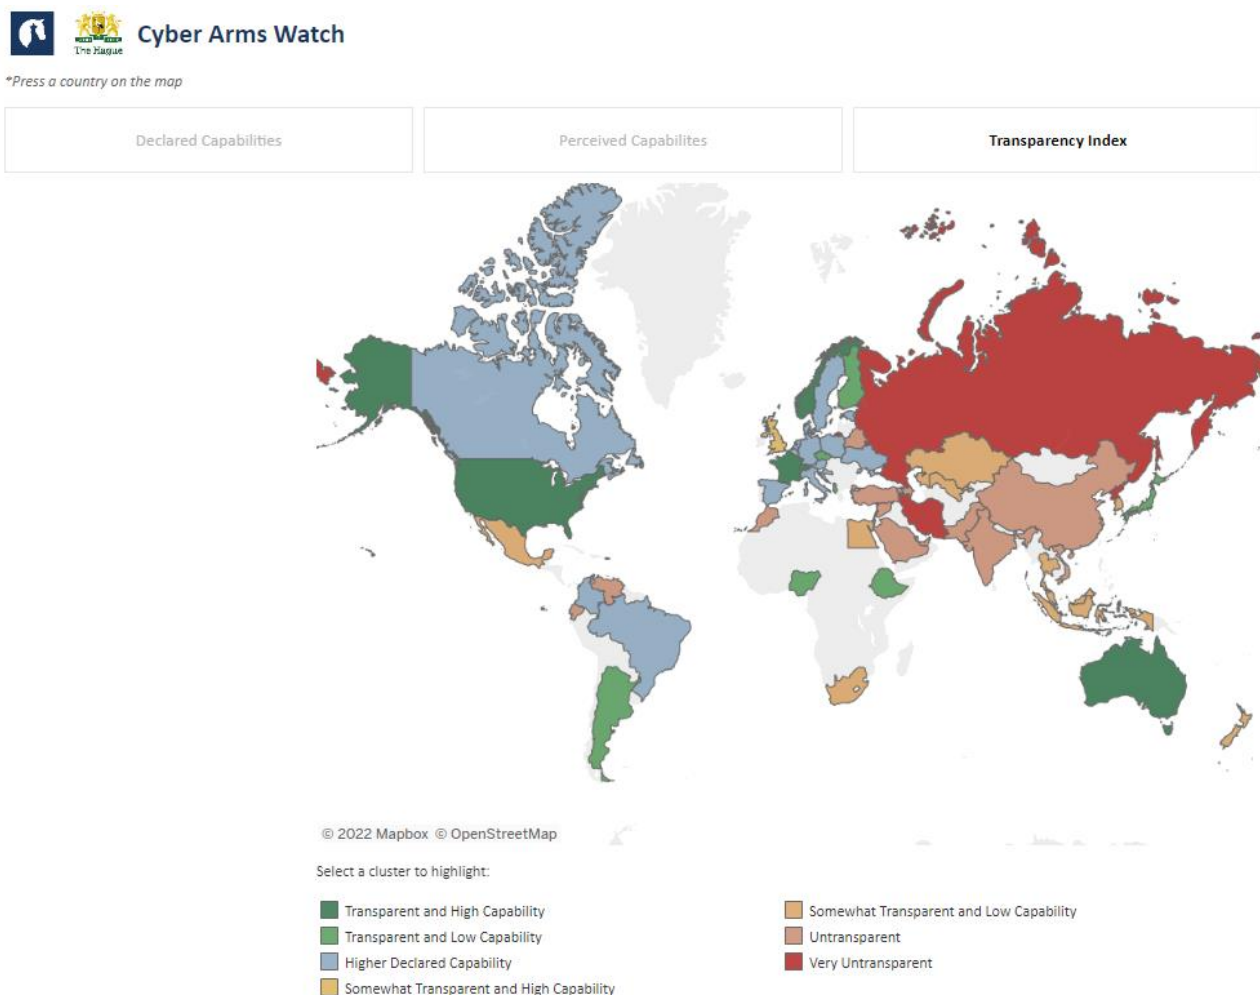 The Hague
Cyber Arms Watch
*Press a country on the map
Declared Capabilities
Perceived Capabilites
Transparency Index
© 2022 Mapbox © OpenStreetMap
Select a cluster to highlight:
Transparent and High Capability
Transparent and Low Capability
Higher Declared Capability
Somewhat Transparent and High Capability
Somewhat Transparent and Low Capability
Untransparent
Very Untransparent